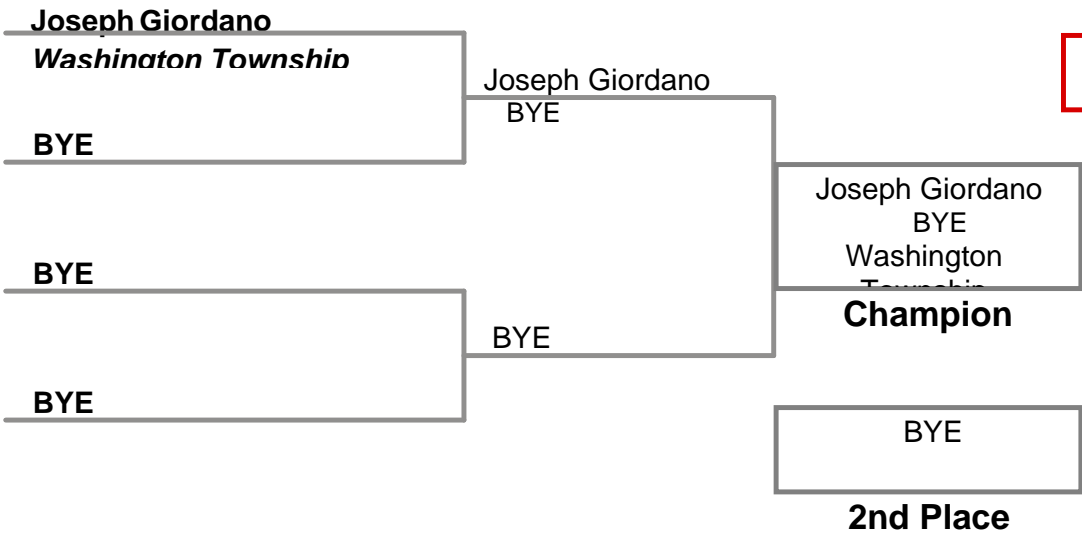 Joseph Giordano
Washington Township
BYE
BYE
BYE
Joseph Giordano
BYE
BYE
Joseph Giordano
BYE
Washington
Township
Champion
BYE
2nd Place